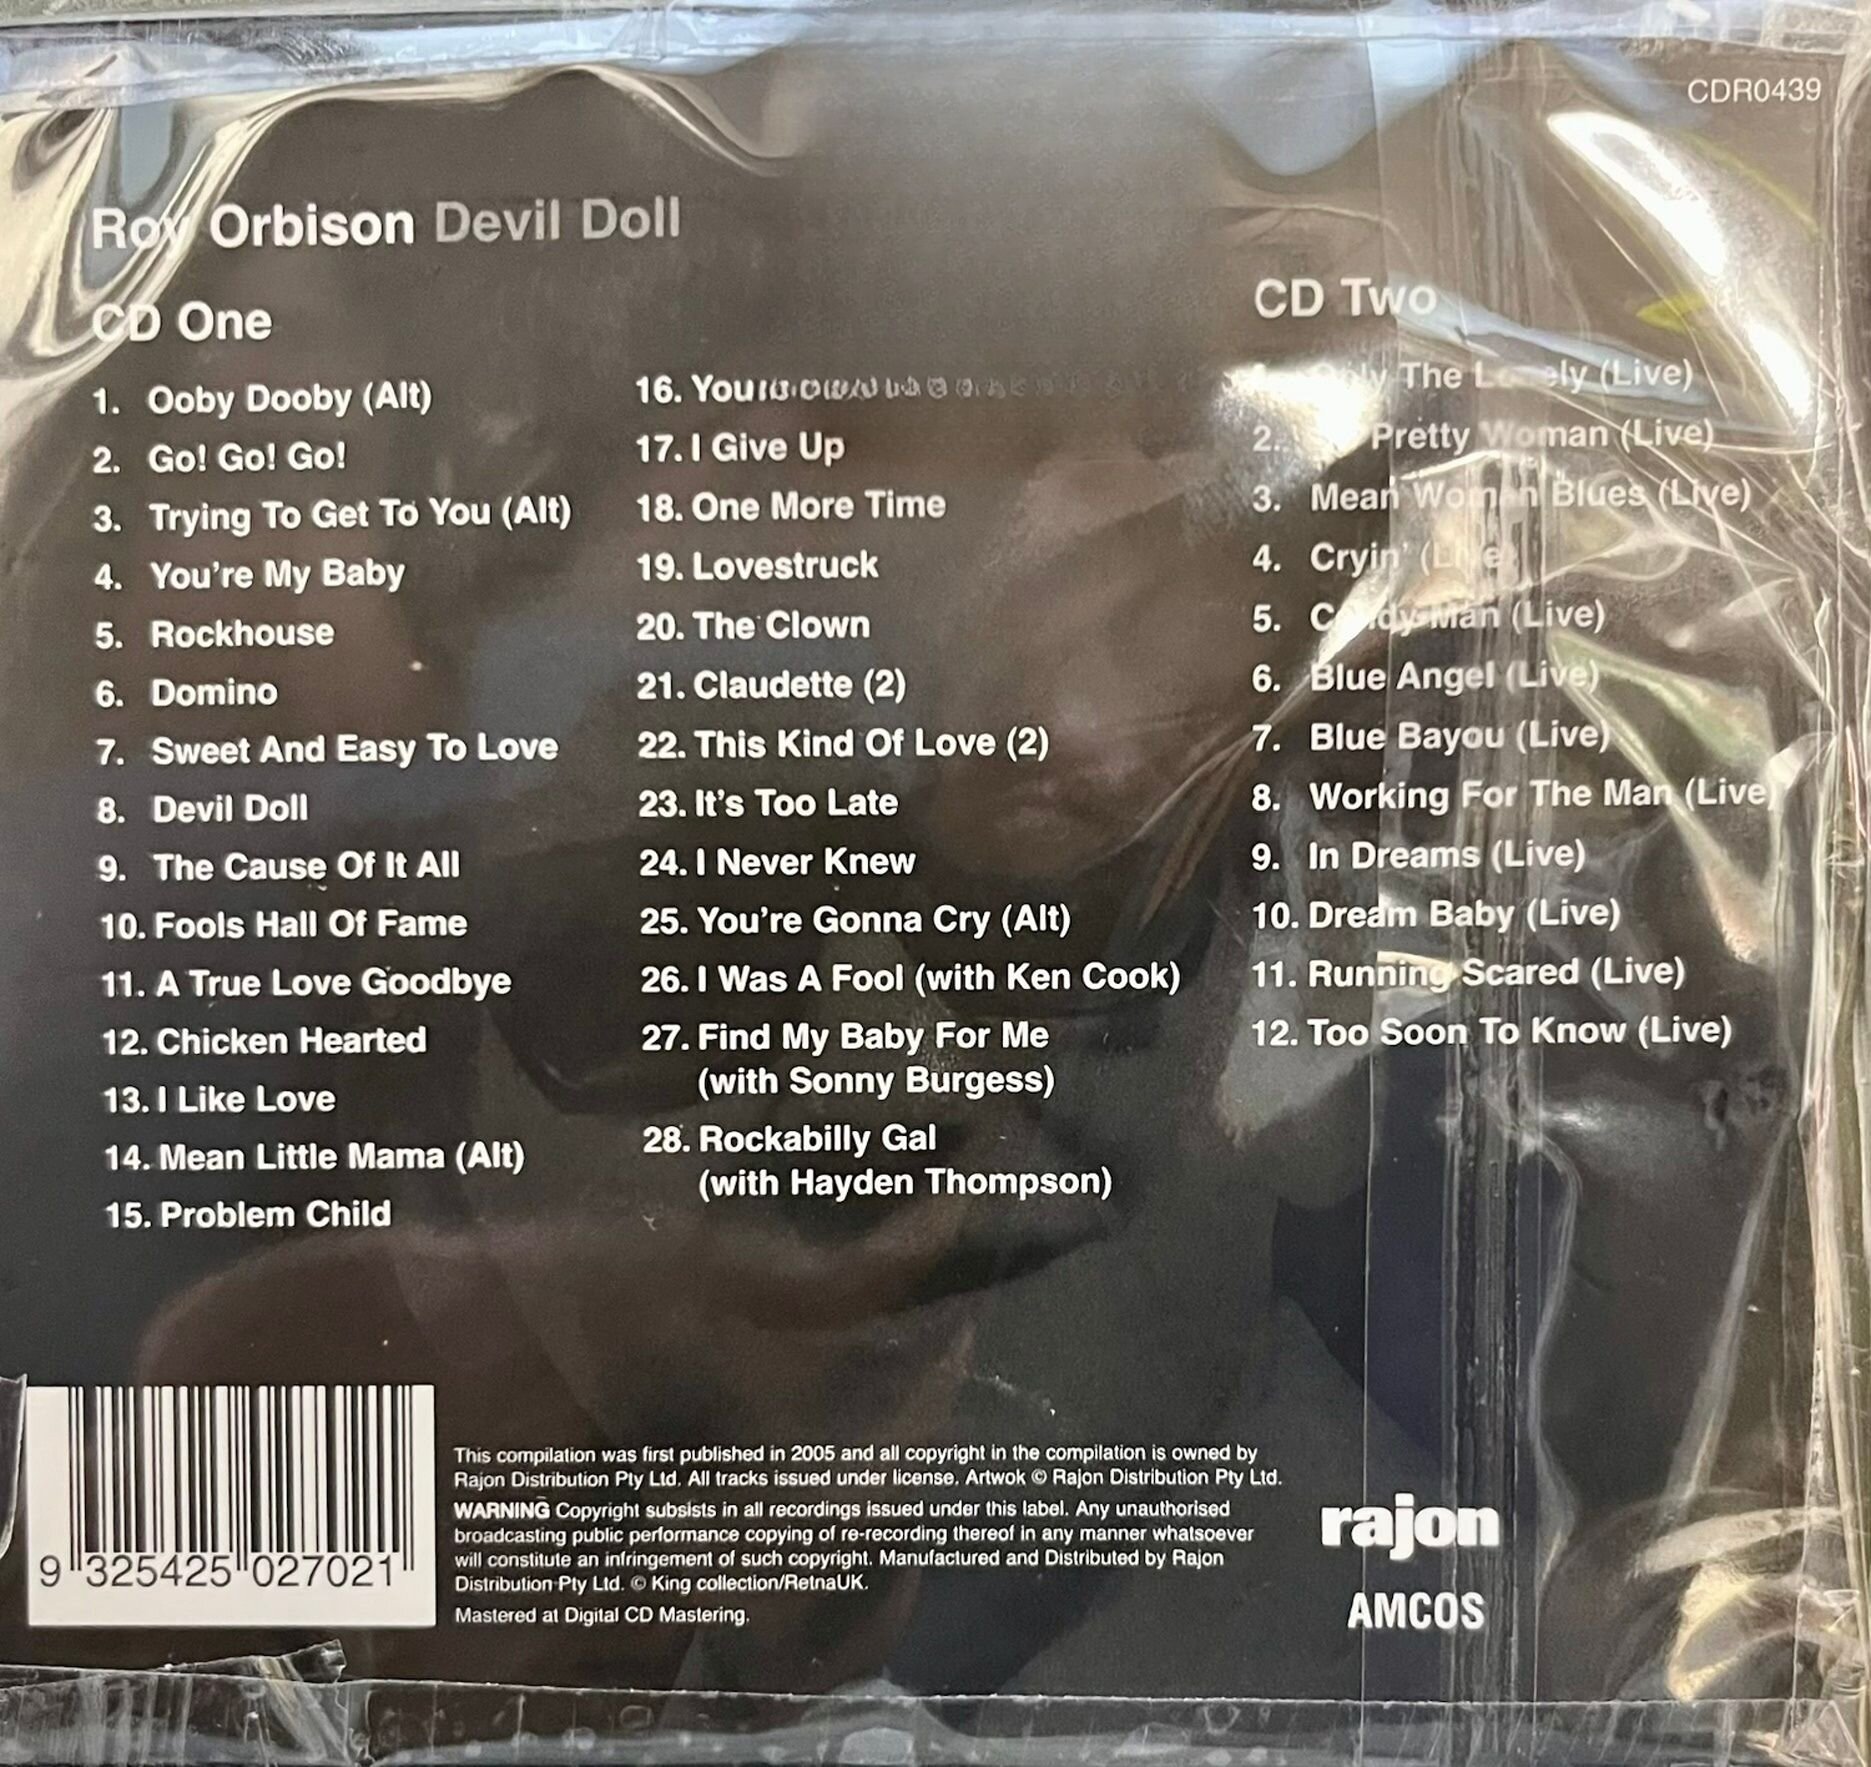 CDR0439
Roy Orbison Devil Doll
CD One
1. Ooby Dooby (Alt)
2. Go! Go! Go!
3. Trying To Get To You (Alt)
4. You're My Baby
5. Rockhouse
6. Domino
7. Sweet And Easy To Love
8. Devil Doll
9. The Cause Of It All
10. Fools Hall Of Fame
11. A True Love Goodbye
12. Chicken Hearted
13. I Like Love
14. Mean Little Mama (Alt)
15. Problem Child
16.
17. I Give Up
18. One More Time
19. Lovestruck
20. The Clown
21. Claudette (2)
22. This Kind Of Love (2)
23. It's Too Late
24. I Never Knew
25. You're Gonna Cry (Alt)
26. I Was A Fool (with Ken Cook)
27. Find My Baby For Me
(with Sonny Burgess)
28. Rockabilly Gal
(with Hayden Thompson)
CD Two
The Lonely (Live)
2. Pretty Woman (Live)
3. Mean Woman Blues (Live)
4. Cryin' (Live)
5. Candy Man (Live)
6. Blue Angel (Live)
7. Blue Bayou (Live)
8. Working For The Man (Live)
9. In Dreams (Live)
10. Dream Baby (Live)
11. Running Scared (Live)
12. Too Soon To Know (Live)
9 325425 027021
This compilation was first published in 2005 and all copyright in the compilation is owned by
Rajon Distribution Pty Ltd. All tracks issued under license. Artwok © Rajon Distribution Pty Ltd.
WARNING Copyright subsists in all recordings issued under this label. Any unauthorised
broadcasting public performance copying of re-recording thereof in any manner whatsoever
will constitute an infringement of such copyright. Manufactured and Distributed by Rajon
Distribution Pty Ltd. © King collection/RetnaUK.
Mastered at Digital CD Mastering.
rajon
AMCOS